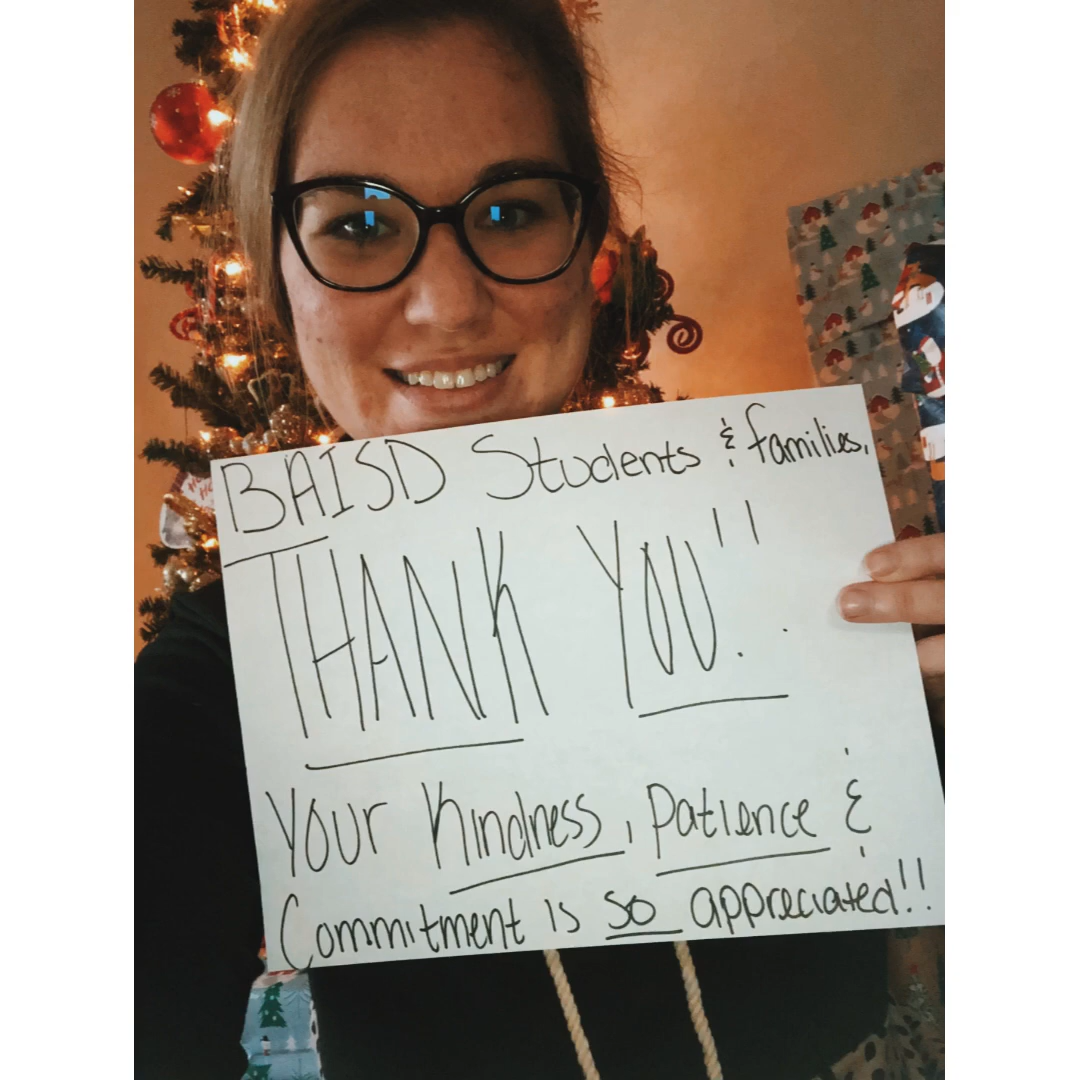 BAISD Students & families,
THANK YOU!!
Your Kindness, patience &
Commitment is so appreciated!!